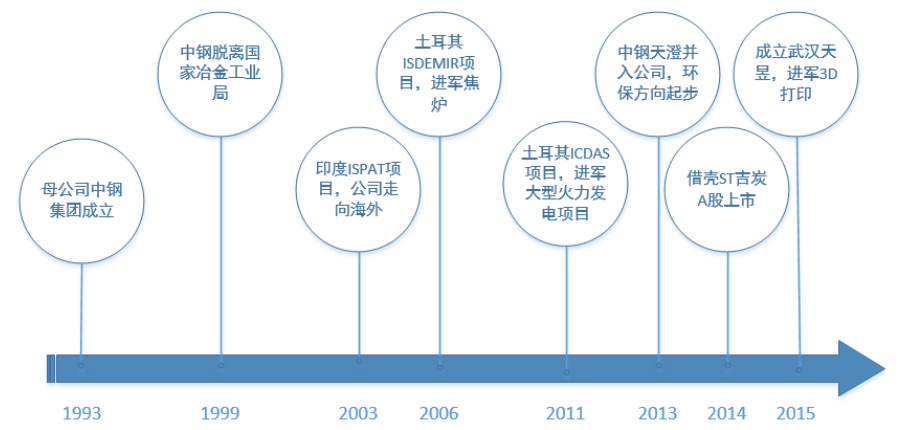 母公司中钢
集团成立
中钢脱离国
家冶金工业
局
印度ISPAT项
目，公司走
向海外
土耳其
ISDEMIR项
目，进军焦
炉
土耳其ICDAS
项目，进军
大型火力发
电项目
中钢天澄并
入公司，环
保方向起步
借壳ST吉炭
A股上市
成立武汉天
昱，进军3D
打印
1993
1999
2003
2006
2011
2013
2014
2015